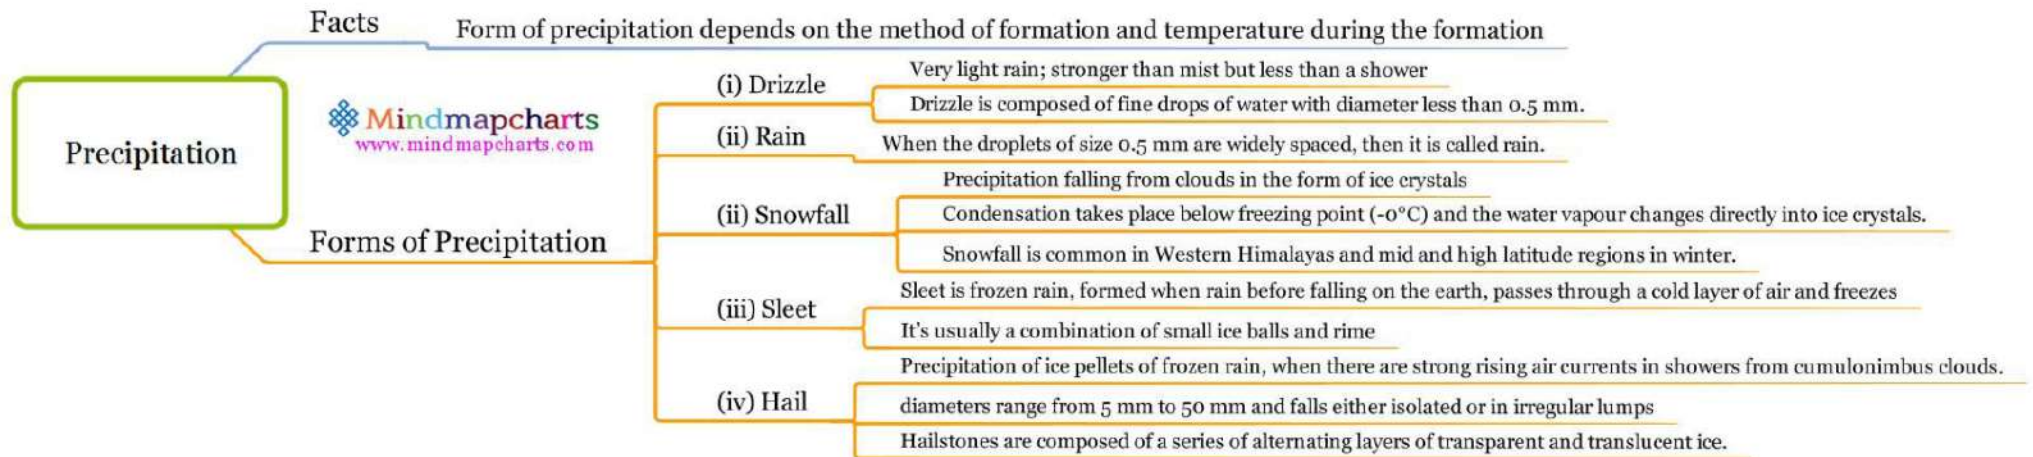 Facts
Form of precipitation depends on the method of formation and temperature during the formation
Precipitation
Mindmapcharts
www.mindmapcharts.com
Forms of Precipitation
(i) Drizzle
Very light rain; stronger than mist but less than a shower
Drizzle is composed of fine drops of water with diameter less than 0.5 mm.
(ii) Rain
When the droplets of size 0.5 mm are widely spaced, then it is called rain.
(ii) Snowfall
Precipitation falling from clouds in the form of ice crystals
Condensation takes place below freezing point (-0°C) and the water vapour changes directly into ice crystals.
Snowfall is common in Western Himalayas and mid and high latitude regions in winter.
(iii) Sleet
Sleet is frozen rain, formed when rain before falling on the earth, passes through a cold layer of air and freezes
It's usually a combination of small ice balls and rime
(iv) Hail
Precipitation of ice pellets of frozen rain, when there are strong rising air currents in showers from cumulonimbus clouds.
diameters range from 5 mm to 50 mm and falls either isolated or in irregular lumps
Hailstones are composed of a series of alternating layers of transparent and translucent ice.